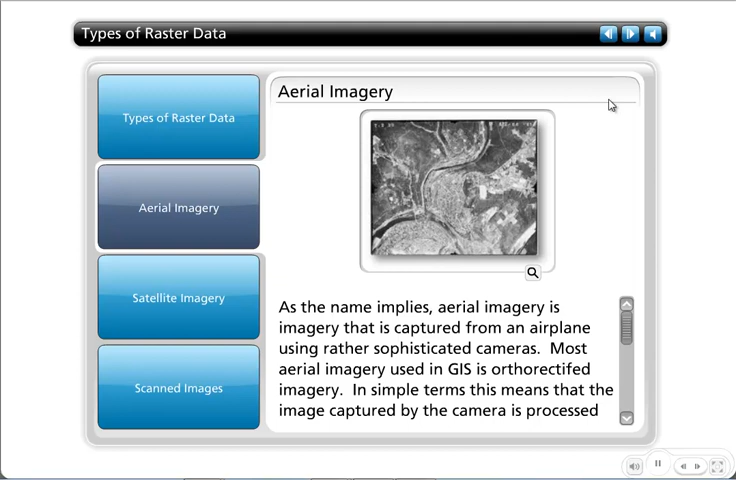 Types of Raster Data
Types of Raster Data
Aerial Imagery
Satellite Imagery
Scanned Images
Aerial Imagery
As the name implies, aerial imagery is
imagery that is captured from an airplane
using rather sophisticated cameras.  Most
aerial imagery used in GIS is orthorectifed
imagery.  In simple terms this means that the
image captured by the camera is processed